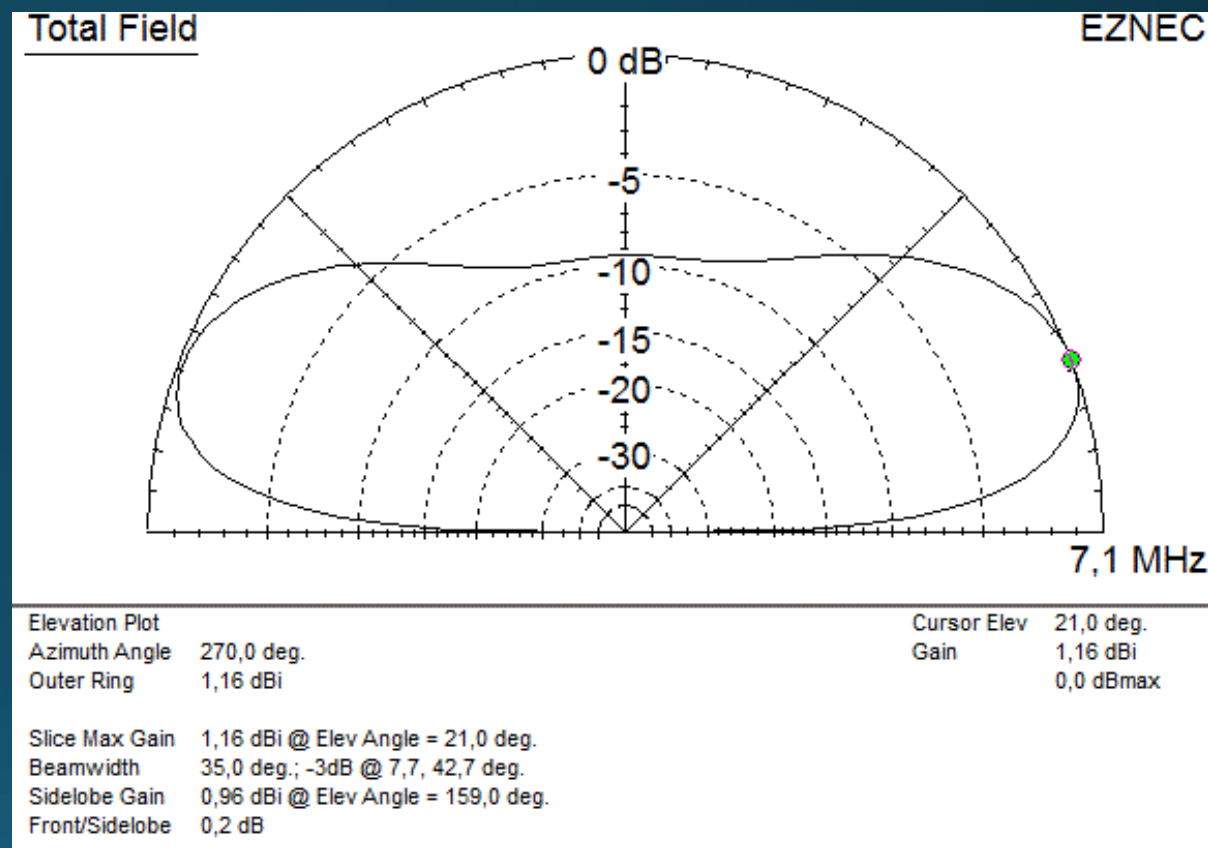 Total Field
EZNEC
0 dB
-5
-10
-15
-20
-30
7,1 MHz
Elevation Plot
Azimuth Angle 270,0 deg.
Outer Ring 1,16 dBi
Cursor Elev 21,0 deg.
Gain 1,16 dBi
0,0 dBmax
Slice Max Gain 1,16 dBi @ Elev Angle = 21,0 deg.
Beamwidth 35,0 deg.; -3dB @ 7,7, 42,7 deg.
Sidelobe Gain 0,96 dBi @ Elev Angle = 159,0 deg.
Front/Sidelobe 0,2 dB